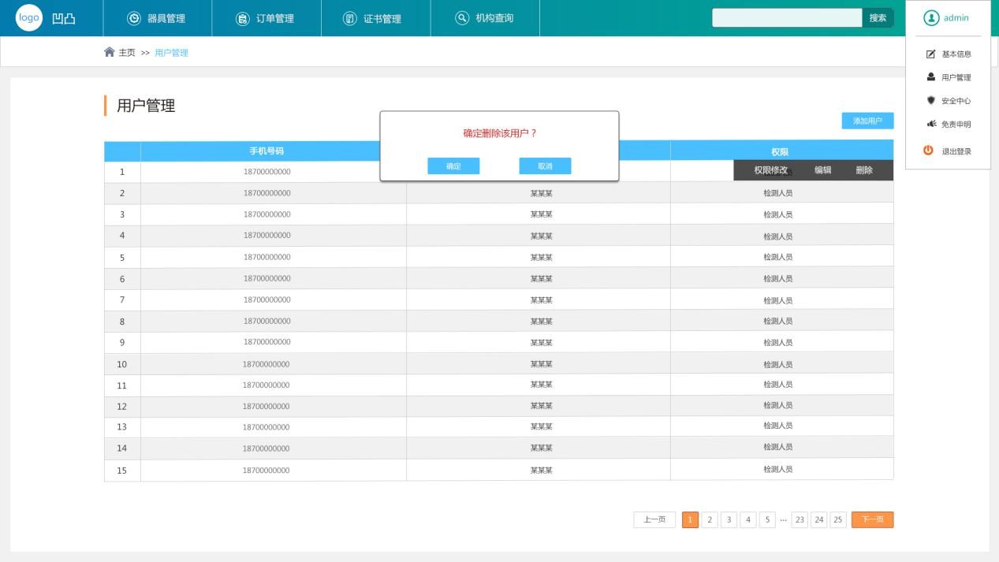 logo 凹凸 器具管理 订单管理 证书管理 机构查询 搜索 admin
主页 >> 用户管理
基本信息
用户管理
安全中心
免责申明
退出登录
用户管理
添加用户
确定删除该用户？
确定 取消
手机号码 权限
权限修改 编辑 删除
1 18700000000
2 18700000000 某某某 检测人员
3 18700000000 某某某 检测人员
4 18700000000 某某某 检测人员
5 18700000000 某某某 检测人员
6 18700000000 某某某 检测人员
7 18700000000 某某某 检测人员
8 18700000000 某某某 检测人员
9 18700000000 某某某 检测人员
10 18700000000 某某某 检测人员
11 18700000000 某某某 检测人员
12 18700000000 某某某 检测人员
13 18700000000 某某某 检测人员
14 18700000000 某某某 检测人员
15 18700000000 某某某 检测人员
上一页 1 2 3 4 5 ··· 23 24 25 下一页